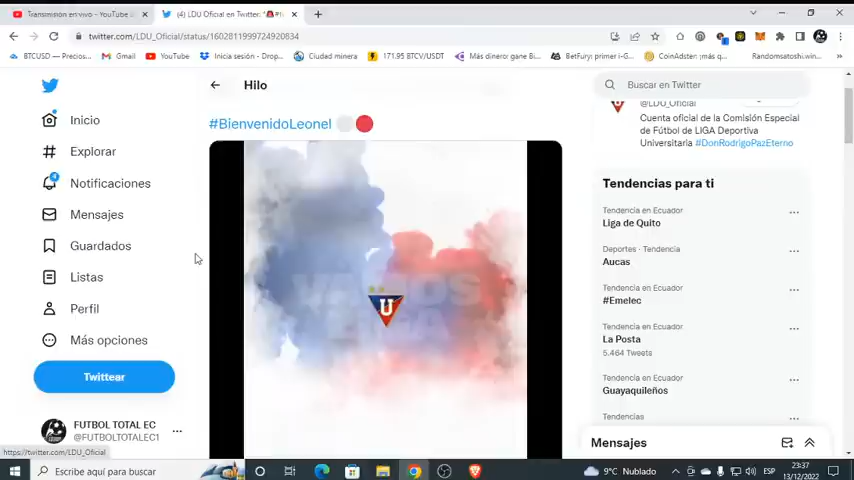 Transmisión en vivo - YouTube S
(4) LDU Oficial en Twitter: "🚨#N
twitter.com/LDU_Oficial/status/1602811999724920834
BTCUSD — Precios...
Gmail
YouTube
Inicia sesión - Drop...
Ciudad minera
171.95 BTCV/USDT
Más dinero: gane Bi...
BetFury: primer i-G...
CoinAdster: ¡más q...
Randomsatoshi.win...
Hilo
Buscar en Twitter
Inicio
Explorar
Notificaciones
4
Mensajes
Guardados
Listas
Perfil
Más opciones
Twittear
FUTBOL TOTAL EC
@FUTBOLTOTALEC1
#BienvenidoLeonel ⚪🔴
VAMOS
LIGA
U
@LDU_Oficial
Cuenta oficial de la Comisión Especial
de Fútbol de LIGA Deportiva
Universitaria #DonRodrigoPazEterno
Tendencias para ti
Tendencia en Ecuador
Liga de Quito
Deportes · Tendencia
Aucas
Tendencia en Ecuador
#Emelec
Tendencia en Ecuador
La Posta
5.464 Tweets
Tendencia en Ecuador
Guayaquileños
Tendencias
Mensajes
https://twitter.com/LDU_Oficial
Escribe aquí para buscar
9°C Nublado
ESP
23:37
13/12/2022